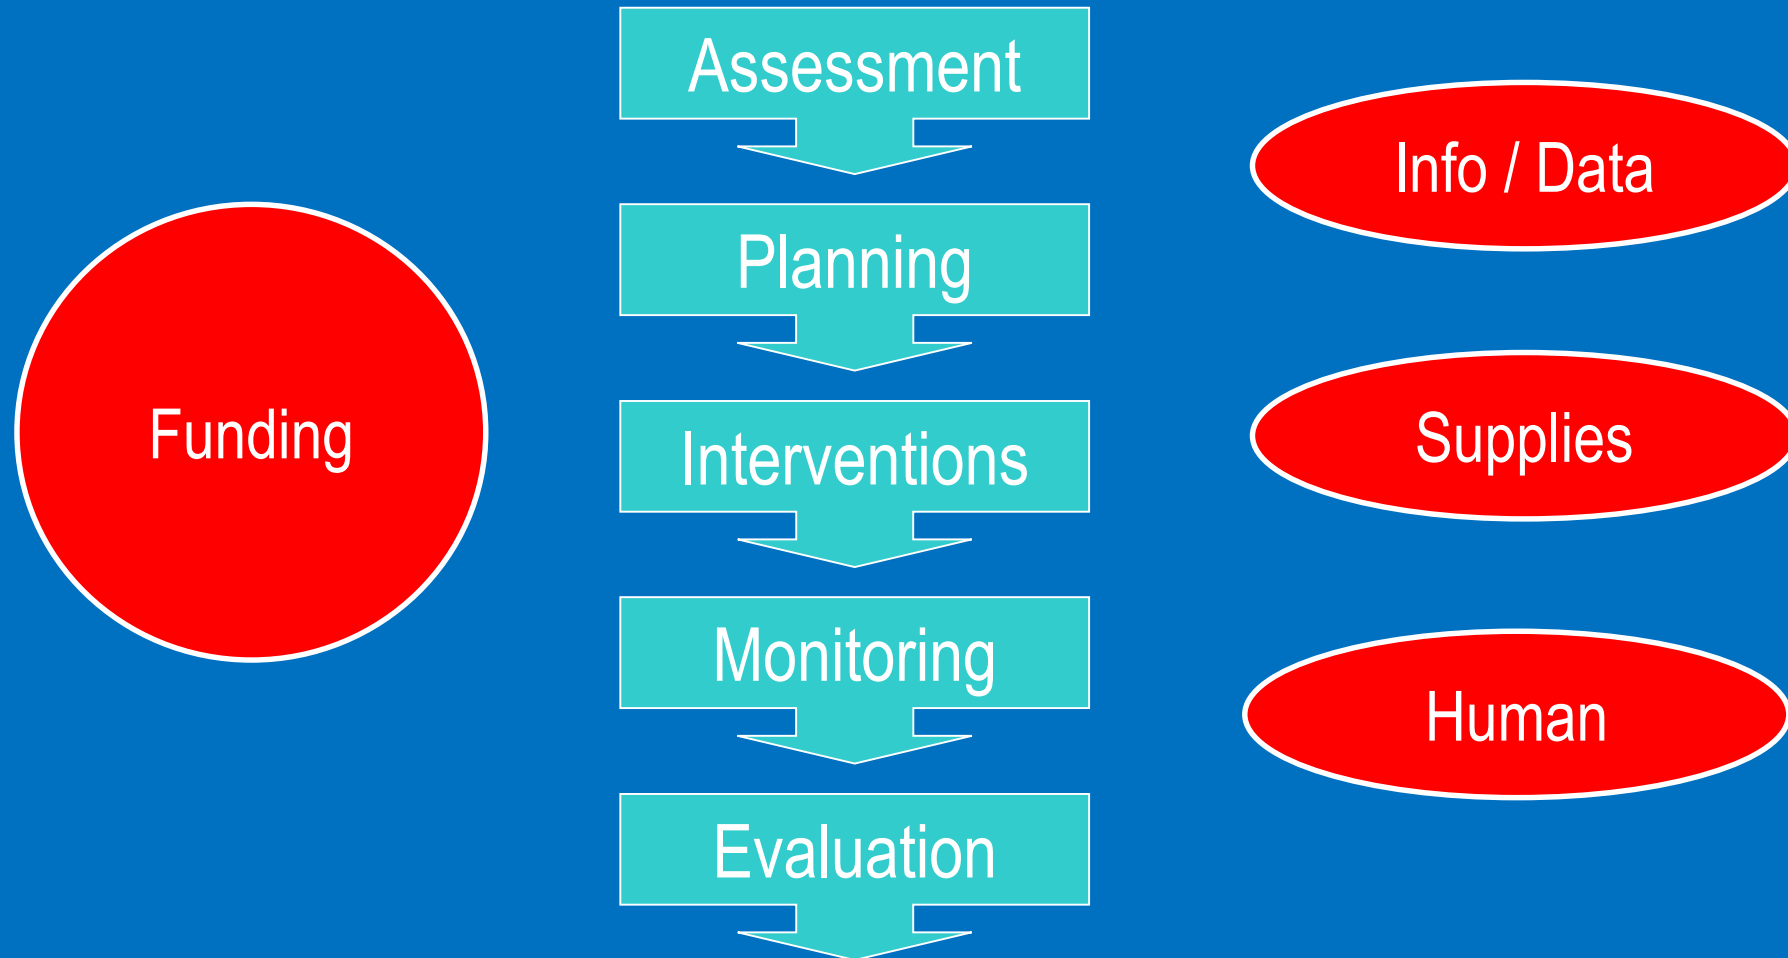 Assessment
Planning
Interventions
Monitoring
Evaluation
Funding
Info / Data
Supplies
Human